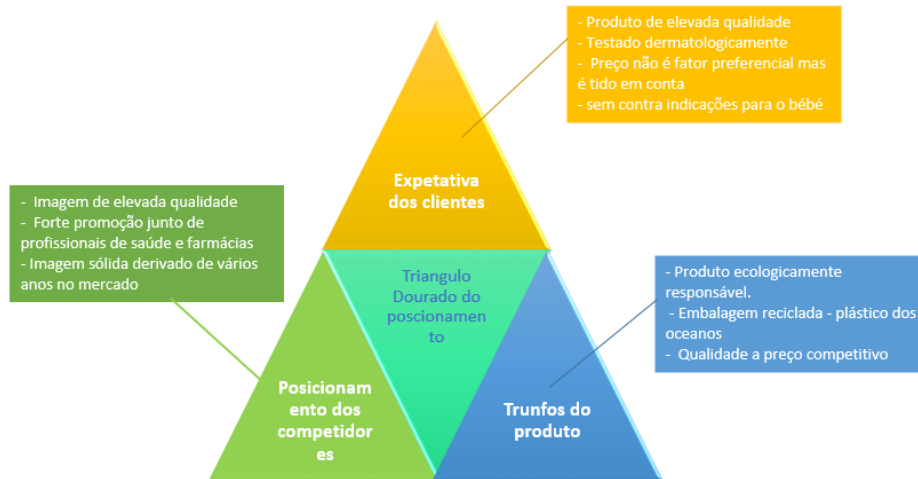 - Produto de elevada qualidade
- Testado dermatologicamente
- Preço não é fator preferencial mas
é tido em conta
- sem contra indicações para o bébé
Expetativa
dos clientes
- Imagem de elevada qualidade
- Forte promoção junto de
profissionais de saúde e farmácias
- Imagem sólida derivado de vários
anos no mercado
Triangulo
Dourado do
poscionamen
to
- Produto ecologicamente
responsável.
- Embalagem reciclada - plástico dos
oceanos
- Qualidade a preço competitivo
Posicionam
ento dos
competidor
es
Trunfos do
produto